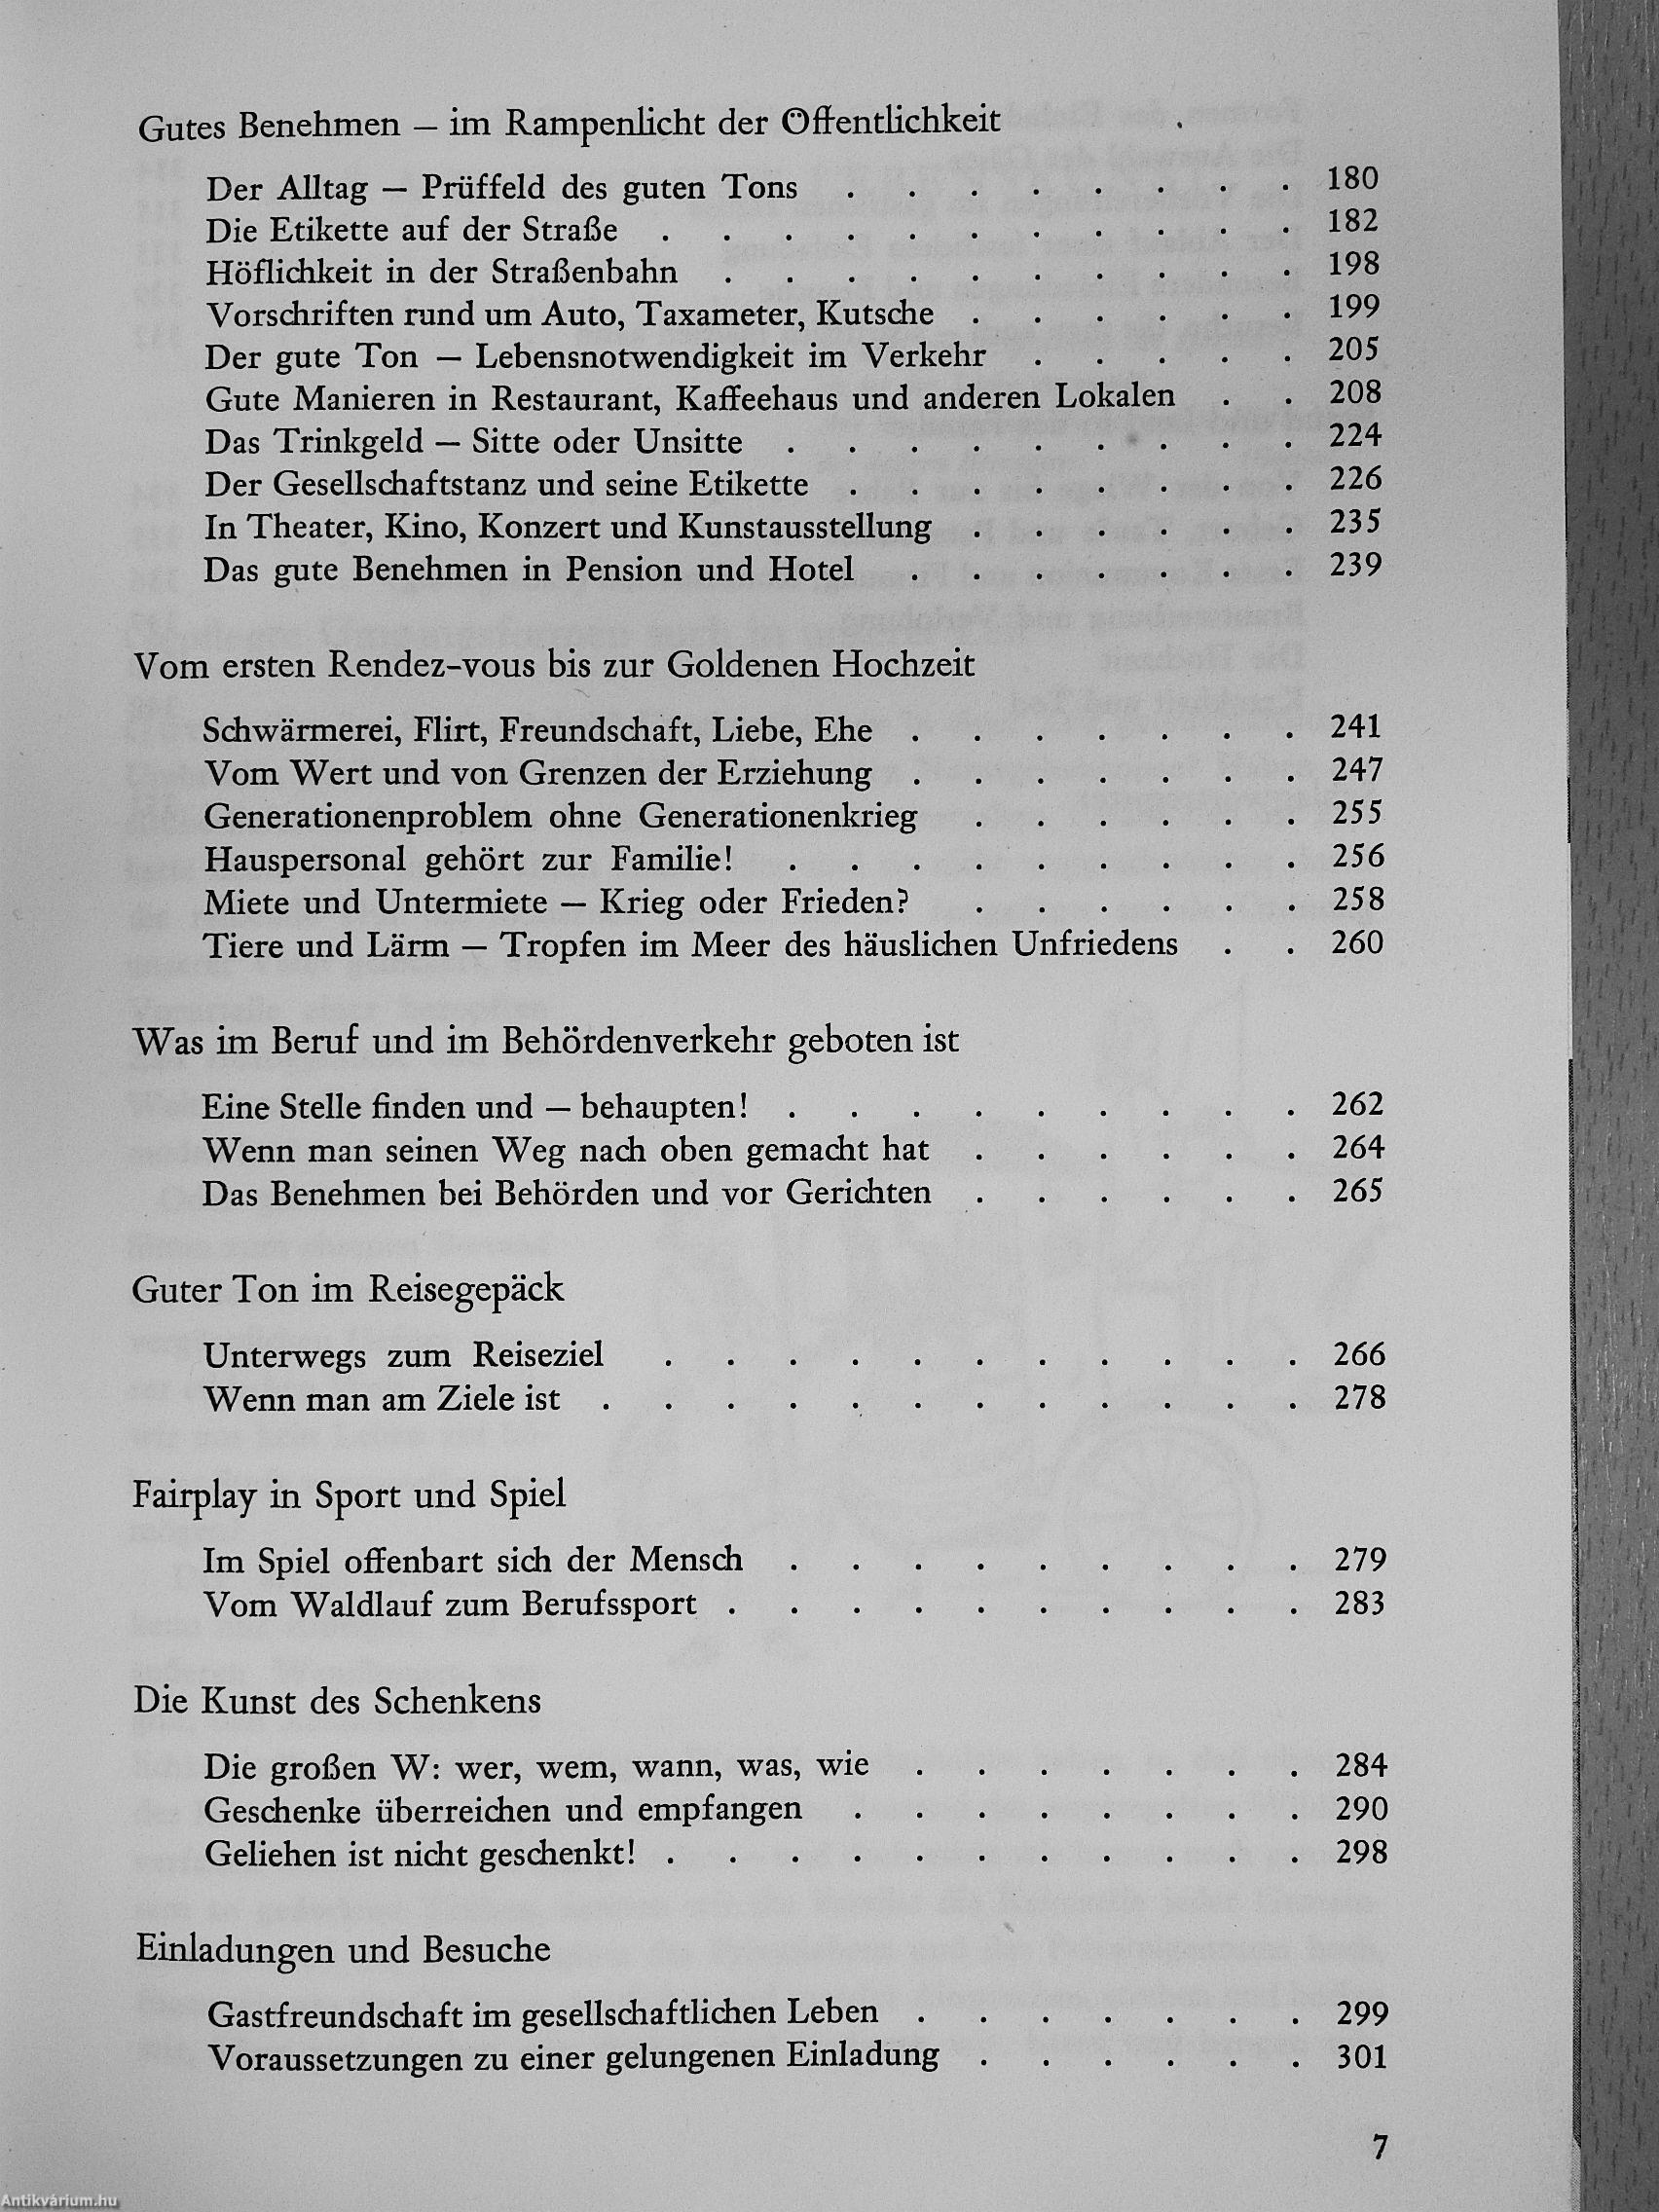 Gutes Benehmen — im Rampenlicht der Öffentlichkeit
Der Alltag — Prüffeld des guten Tons . . . . . . . . 180
Die Etikette auf der Straße . . . . . . . . . . . 182
Höflichkeit in der Straßenbahn . . . . . . . . . . 198
Vorschriften rund um Auto, Taxameter, Kutsche . . . . . . 199
Der gute Ton — Lebensnotwendigkeit im Verkehr . . . . . 205
Gute Manieren in Restaurant, Kaffeehaus und anderen Lokalen . . 208
Das Trinkgeld — Sitte oder Unsitte . . . . . . . . . 224
Der Gesellschaftstanz und seine Etikette . . . . . . . . 226
In Theater, Kino, Konzert und Kunstausstellung . . . . . . 235
Das gute Benehmen in Pension und Hotel . . . . . . . 239
Vom ersten Rendez-vous bis zur Goldenen Hochzeit
Schwärmerei, Flirt, Freundschaft, Liebe, Ehe . . . . . . . 241
Vom Wert und von Grenzen der Erziehung . . . . . . . 247
Generationenproblem ohne Generationenkrieg . . . . . . 255
Hauspersonal gehört zur Familie! . . . . . . . . . 256
Miete und Untermiete — Krieg oder Frieden? . . . . . . 258
Tiere und Lärm — Tropfen im Meer des häuslichen Unfriedens . . 260
Was im Beruf und im Behördenverkehr geboten ist
Eine Stelle finden und — behaupten! . . . . . . . . . 262
Wenn man seinen Weg nach oben gemacht hat . . . . . . 264
Das Benehmen bei Behörden und vor Gerichten . . . . . . 265
Guter Ton im Reisegepäck
Unterwegs zum Reiseziel . . . . . . . . . . . 266
Wenn man am Ziele ist . . . . . . . . . . . . 278
Fairplay in Sport und Spiel
Im Spiel offenbart sich der Mensch . . . . . . . . . 279
Vom Waldlauf zum Berufssport . . . . . . . . . . 283
Die Kunst des Schenkens
Die großen W: wer, wem, wann, was, wie . . . . . . . 284
Geschenke überreichen und empfangen . . . . . . . . 290
Geliehen ist nicht geschenkt! . . . . . . . . . . . 298
Einladungen und Besuche
Gastfreundschaft im gesellschaftlichen Leben . . . . . . . 299
Voraussetzungen zu einer gelungenen Einladung . . . . . . 301
7
Antikvárium.hu